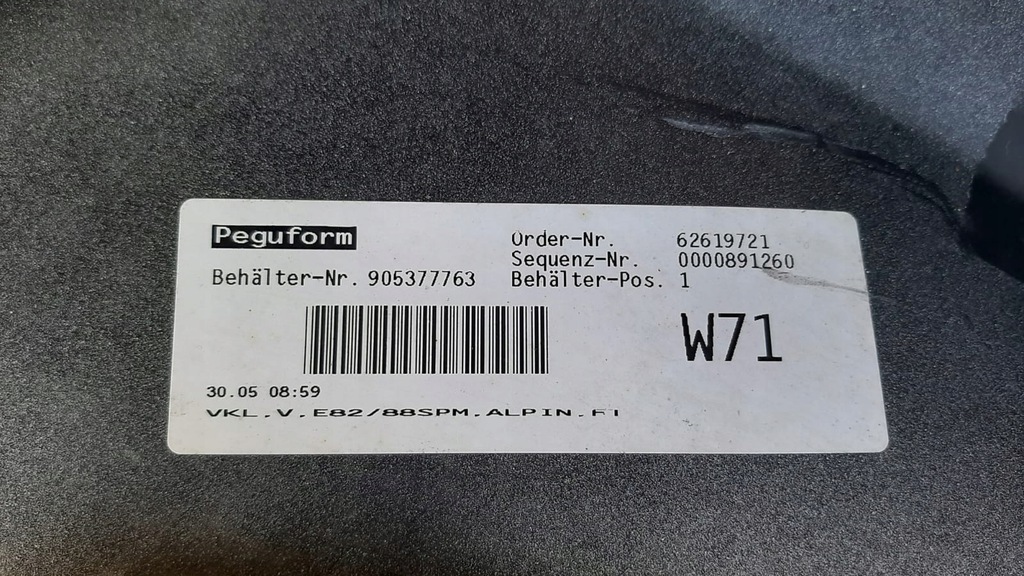 Peguform
Order-Nr. 62619721
Sequenz-Nr. 0000891260
Behälter-Nr. 905377763 Behälter-Pos. 1
W71
30.05 08:59
VKL,V,E82/88SPM,ALPIN,